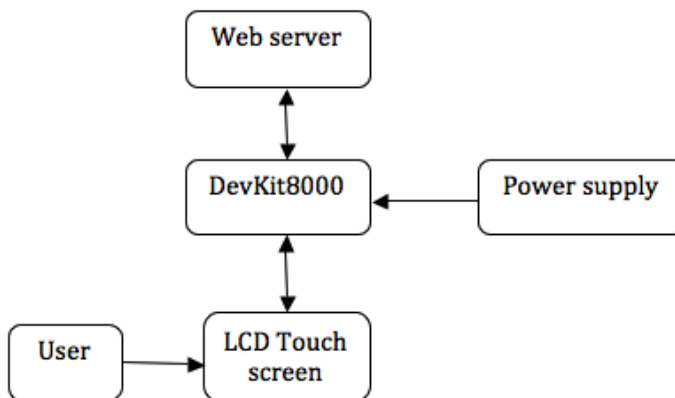 Web server
DevKit8000
Power supply
User
LCD Touch
screen